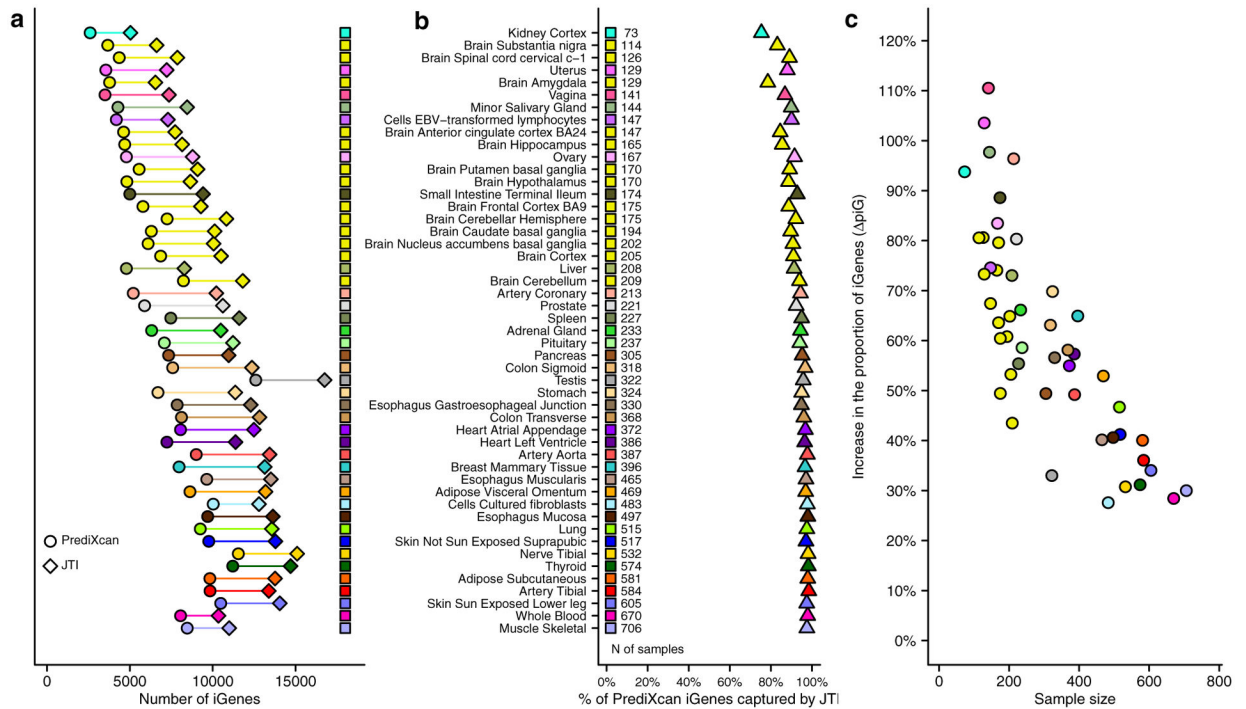 a
PrediXcan
JTI
0 5000 10000 15000
Number of iGenes
b
Kidney Cortex 73
Brain Substantia nigra 114
Brain Spinal cord cervical c−1 126
Uterus 129
Brain Amygdala 129
Vagina 141
Minor Salivary Gland 144
Cells EBV−transformed lymphocytes 147
Brain Anterior cingulate cortex BA24 147
Brain Hippocampus 165
Ovary 167
Brain Putamen basal ganglia 170
Brain Hypothalamus 170
Small Intestine Terminal Ileum 174
Brain Frontal Cortex BA9 175
Brain Cerebellar Hemisphere 175
Brain Caudate basal ganglia 194
Brain Nucleus accumbens basal ganglia 202
Brain Cortex 205
Liver 208
Brain Cerebellum 209
Artery Coronary 213
Prostate 221
Spleen 227
Adrenal Gland 233
Pituitary 237
Pancreas 305
Colon Sigmoid 318
Testis 322
Stomach 324
Esophagus Gastroesophageal Junction 330
Colon Transverse 368
Heart Atrial Appendage 372
Heart Left Ventricle 386
Artery Aorta 387
Breast Mammary Tissue 396
Esophagus Muscularis 465
Adipose Visceral Omentum 469
Cells Cultured fibroblasts 483
Esophagus Mucosa 497
Lung 515
Skin Not Sun Exposed Suprapubic 517
Nerve Tibial 532
Thyroid 574
Adipose Subcutaneous 581
Artery Tibial 584
Skin Sun Exposed Lower leg 605
Whole Blood 670
Muscle Skeletal 706
N of samples
0% 20% 40% 60% 80% 100%
% of PrediXcan iGenes captured by JTI
c
Increase in the proportion of iGenes (ΔpiG)
120%
110%
100%
90%
80%
70%
60%
50%
40%
30%
20%
10%
0%
0 200 400 600 800
Sample size